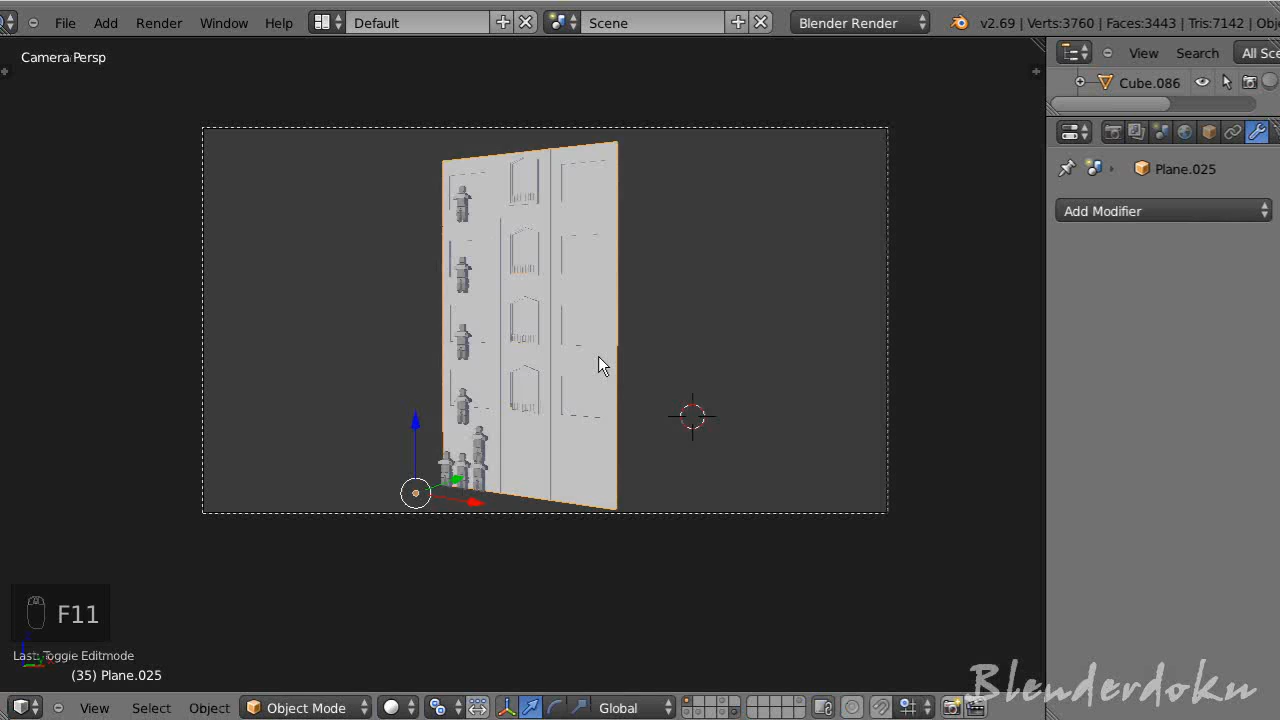 File Add Render Window Help Default Scene Blender Render v2.69 | Verts:3760 | Faces:3443 | Tris:7142 | Obj
Camera Persp
View Search All Sce
Cube.086
Plane.025
Add Modifier
F11
Last: Toggle Editmode
(35) Plane.025
Blenderdoku
View Select Object Object Mode Global